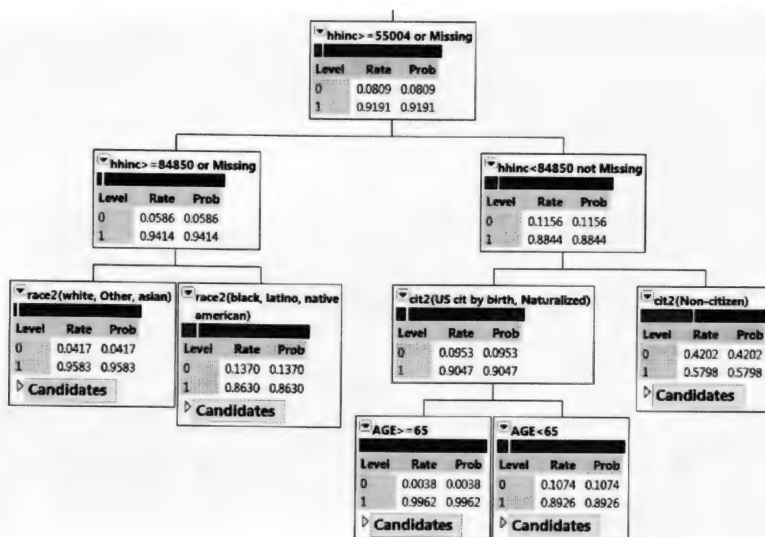 hhinc>=55004 or Missing
Level Rate Prob
0 0.0809 0.0809
1 0.9191 0.9191
hhinc>=84850 or Missing
Level Rate Prob
0 0.0586 0.0586
1 0.9414 0.9414
hhinc<84850 not Missing
Level Rate Prob
0 0.1156 0.1156
1 0.8844 0.8844
race2(white, Other, asian)
Level Rate Prob
0 0.0417 0.0417
1 0.9583 0.9583
Candidates
race2(black, latino, native
american)
Level Rate Prob
0 0.1370 0.1370
1 0.8630 0.8630
Candidates
cit2(US cit by birth, Naturalized)
Level Rate Prob
0 0.0953 0.0953
1 0.9047 0.9047
cit2(Non-citizen)
Level Rate Prob
0 0.4202 0.4202
1 0.5798 0.5798
Candidates
AGE>=65
Level Rate Prob
0 0.0038 0.0038
1 0.9962 0.9962
Candidates
AGE<65
Level Rate Prob
0 0.1074 0.1074
1 0.8926 0.8926
Candidates